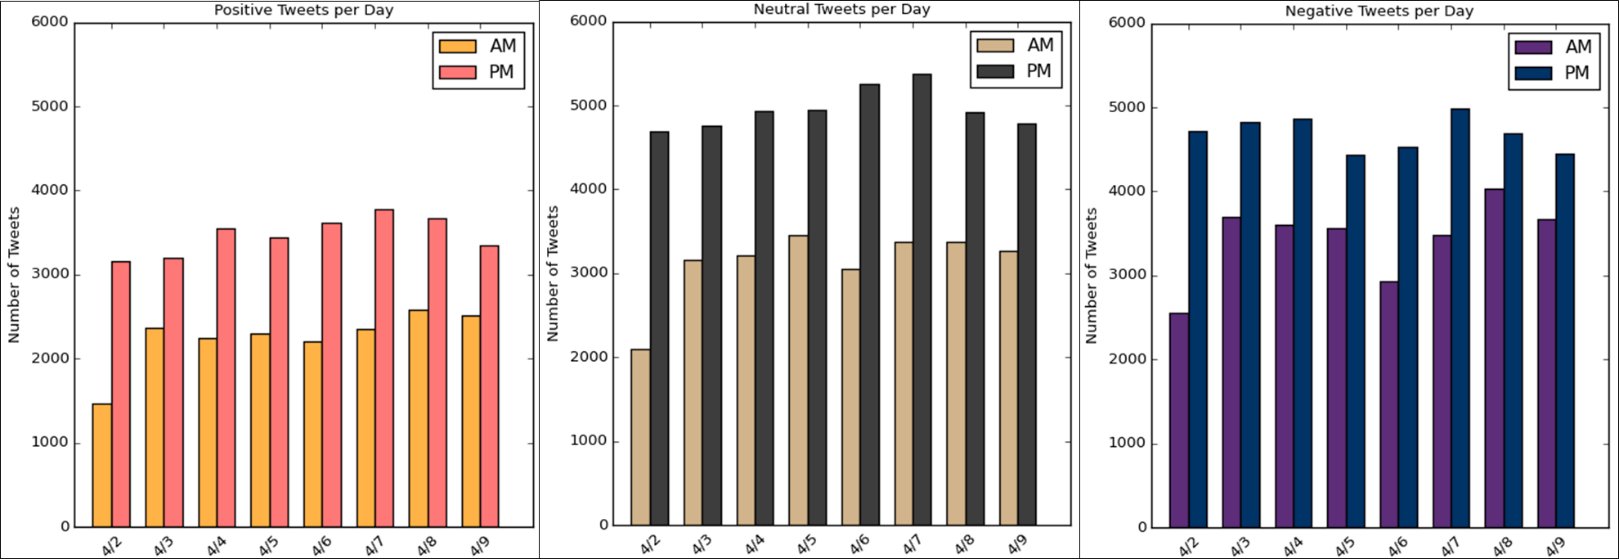 Positive Tweets per Day
AM
PM
Number of Tweets
6000
5000
4000
3000
2000
1000
0
4/2 4/3 4/4 4/5 4/6 4/7 4/8 4/9
Neutral Tweets per Day
AM
PM
Number of Tweets
6000
5000
4000
3000
2000
1000
0
4/2 4/3 4/4 4/5 4/6 4/7 4/8 4/9
Negative Tweets per Day
AM
PM
Number of Tweets
6000
5000
4000
3000
2000
1000
0
4/2 4/3 4/4 4/5 4/6 4/7 4/8 4/9